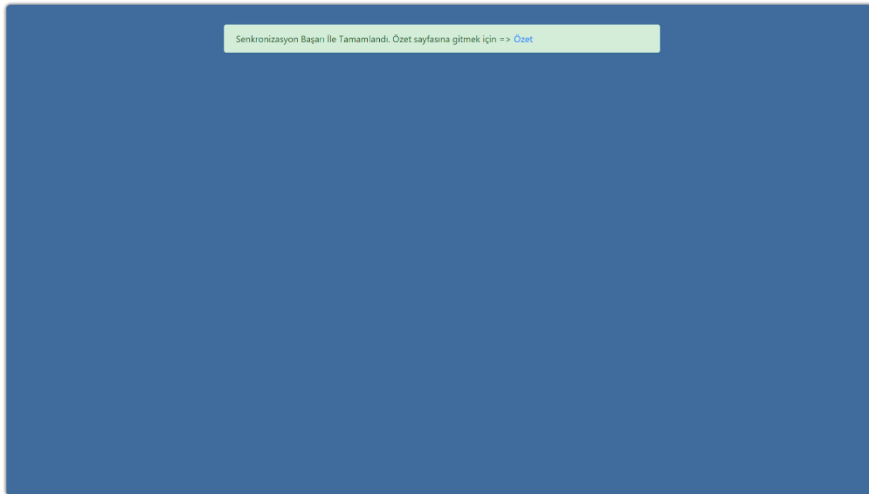 Senkronizasyon Başarı İle Tamamlandı. Özet sayfasına gitmek için => Özet